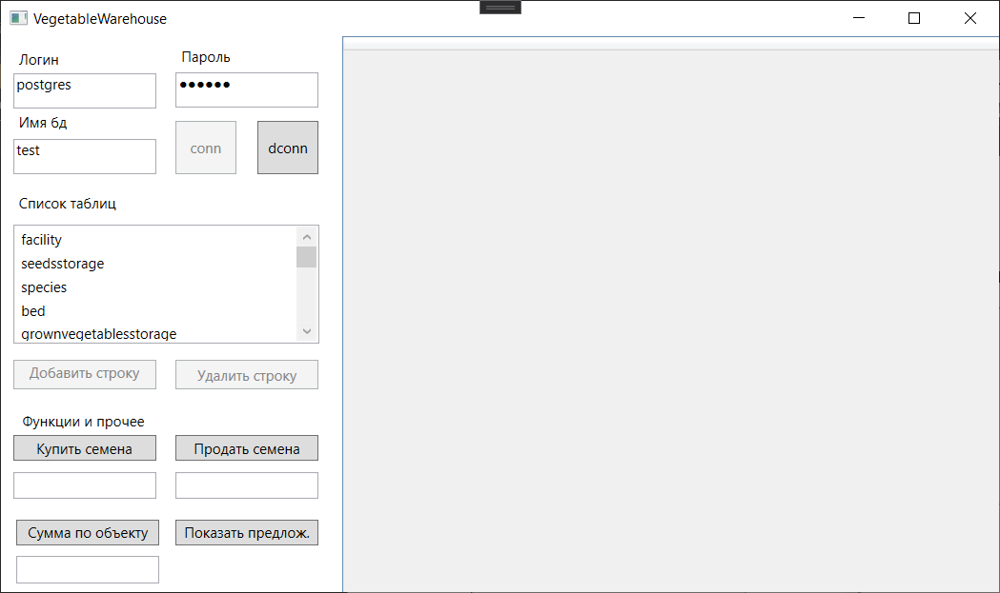 VegetableWarehouse
Логин
Пароль
postgres
●●●●●●
Имя бд
test
conn
dconn
Список таблиц
facility
seedsstorage
species
bed
grownvegetablesstorage
Добавить строку
Удалить строку
Функции и прочее
Купить семена
Продать семена
Сумма по объекту
Показать предлож.